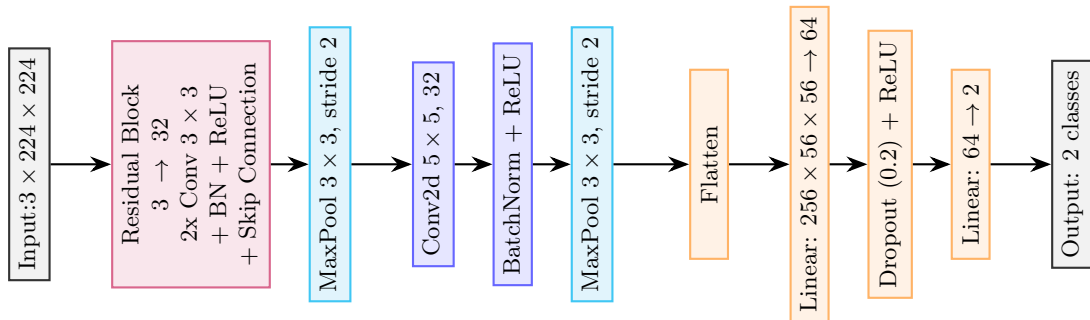 Input:3 × 224 × 224
Residual Block
3 → 32
2x Conv 3 × 3
+ BN + ReLU
+ Skip Connection
MaxPool 3 × 3, stride 2
Conv2d 5 × 5, 32
BatchNorm + ReLU
MaxPool 3 × 3, stride 2
Flatten
Linear: 256 × 56 × 56 → 64
Dropout (0.2) + ReLU
Linear: 64 → 2
Output: 2 classes